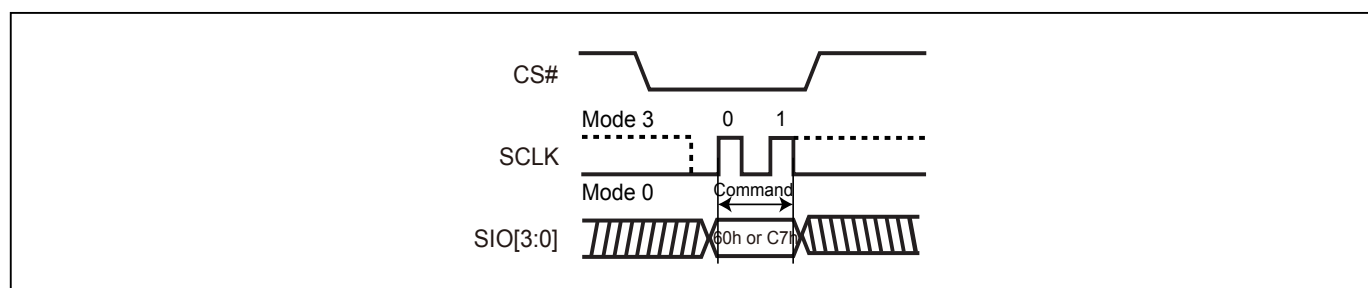 CS#
Mode 3 0 1
SCLK
Mode 0 Command
SIO[3:0] 60h or C7h